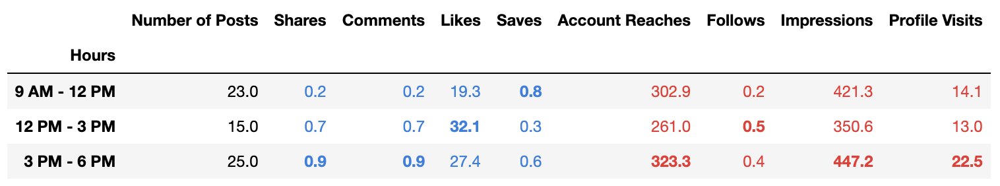 Number of Posts Shares Comments Likes Saves Account Reaches Follows Impressions Profile Visits
Hours
9 AM - 12 PM 23.0 0.2 0.2 19.3 0.8 302.9 0.2 421.3 14.1
12 PM - 3 PM 15.0 0.7 0.7 32.1 0.3 261.0 0.5 350.6 13.0
3 PM - 6 PM 25.0 0.9 0.9 27.4 0.6 323.3 0.4 447.2 22.5